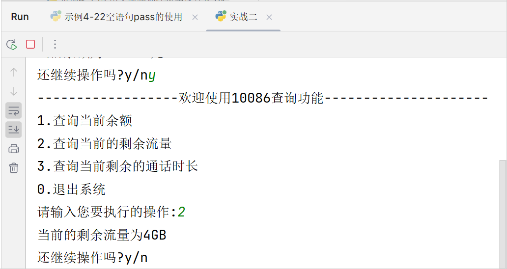 Run 示例4-22空语句pass的使用 × 实战二 ×
还继续操作吗?y/ny
------------------欢迎使用10086查询功能---------------------
1.查询当前余额
2.查询当前的剩余流量
3.查询当前剩余的通话时长
0.退出系统
请输入您要执行的操作:2
当前的剩余流量为4GB
还继续操作吗?y/n